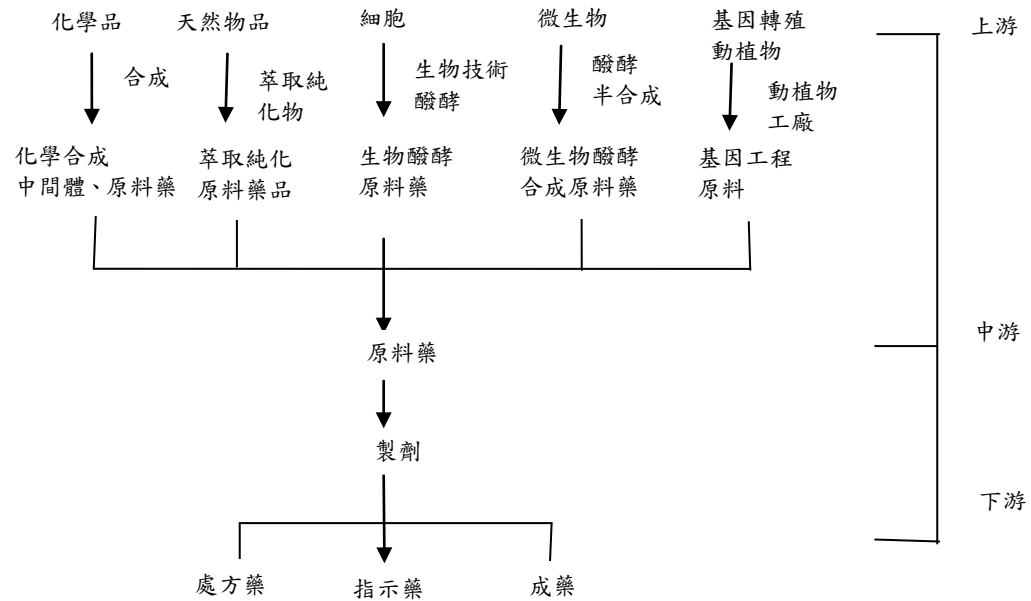 化學品
天然物品
細胞
微生物
基因轉殖
動植物
上游
合成
萃取純
化物
生物技術
醱酵
醱酵
半合成
動植物
工廠
化學合成
中間體、原料藥
萃取純化
原料藥品
生物醱酵
原料藥
微生物醱酵
合成原料藥
基因工程
原料
中游
原料藥
製劑
下游
處方藥
指示藥
成藥